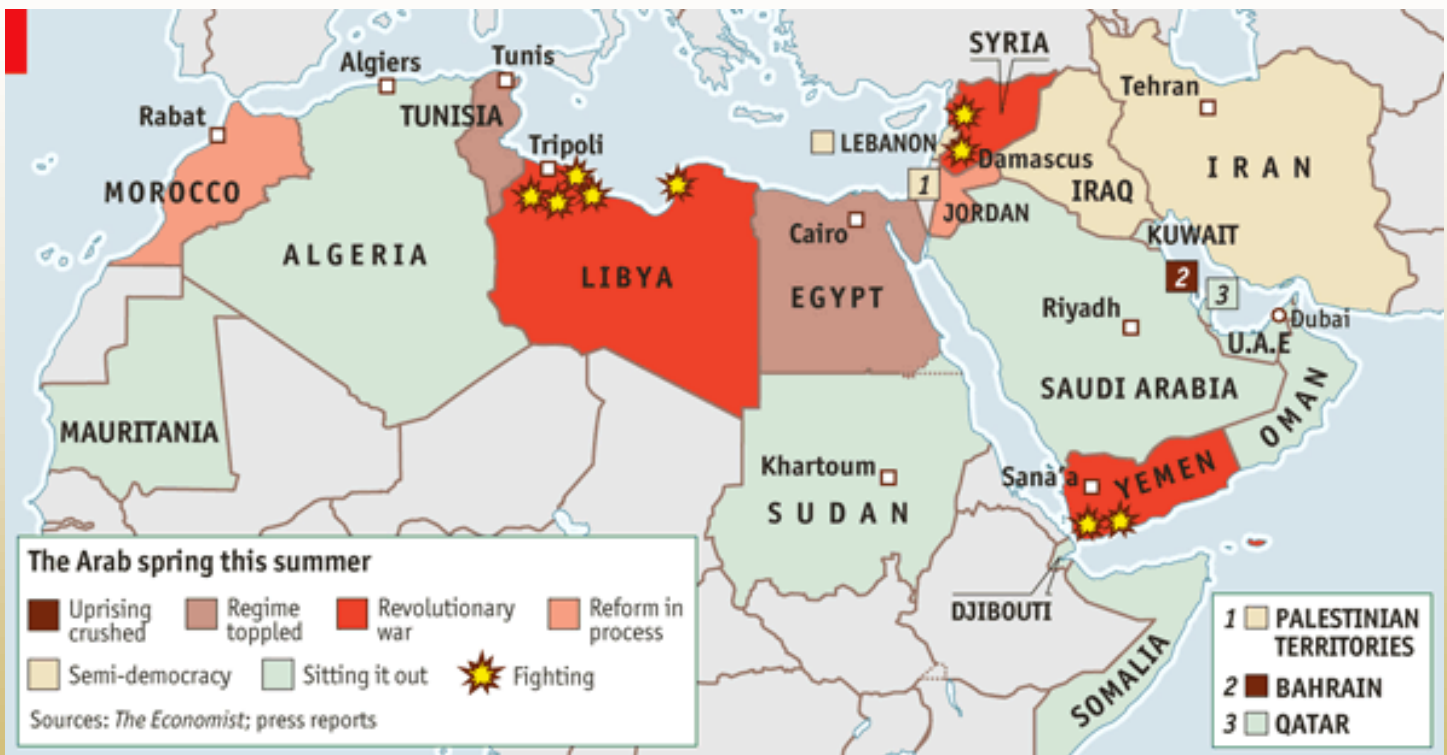 SYRIA
Tunis
Algiers
Tehran
Rabat
TUNISIA
Tripoli
LEBANON
Damascus
IRAN
MOROCCO
1
IRAQ
JORDAN
Cairo
KUWAIT
ALGERIA
LIBYA
EGYPT
2
3
Riyadh
Dubai
U.A.E
SAUDI ARABIA
OMAN
MAURITANIA
Khartoum
SUDAN
Sanà'a
YEMEN
DJIBOUTI
SOMALIA
The Arab spring this summer
Uprising
crushed
Regime
toppled
Revolutionary
war
Reform in
process
Semi-democracy
Sitting it out
Fighting
Sources: The Economist; press reports
1 PALESTINIAN
TERRITORIES
2 BAHRAIN
3 QATAR